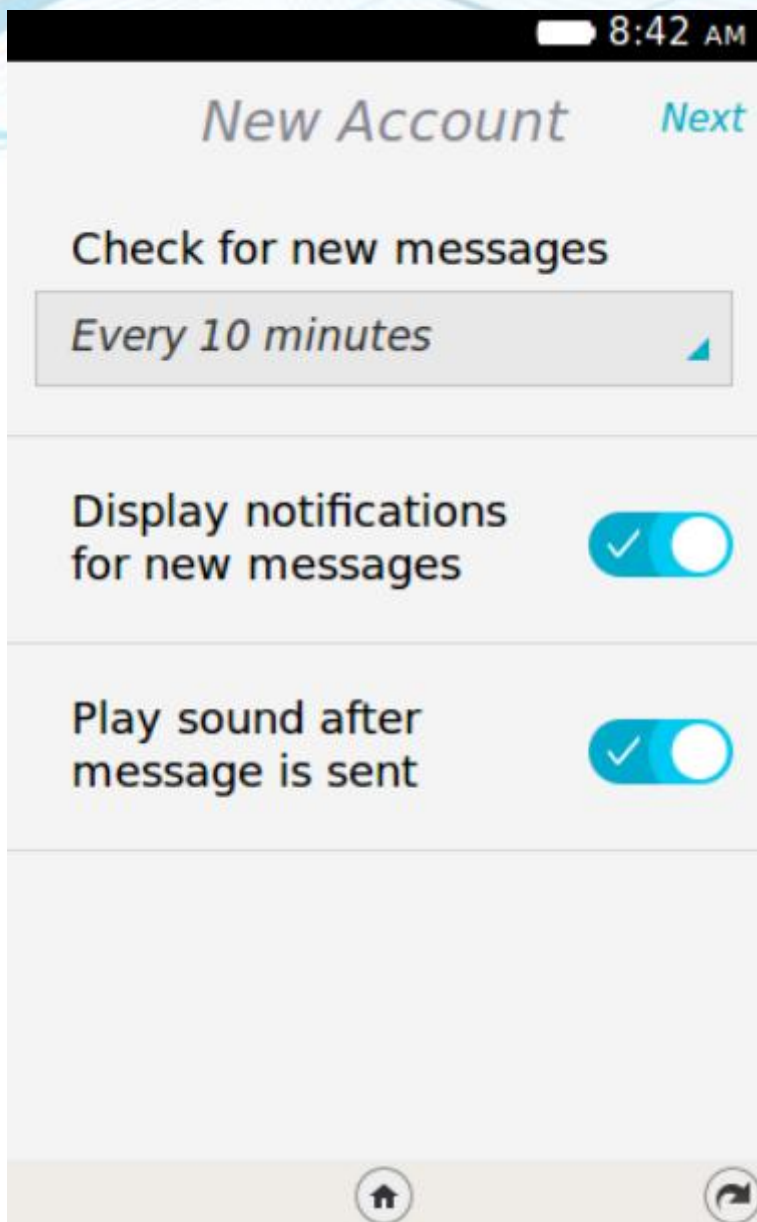 8:42 AM
New Account Next
Check for new messages
Every 10 minutes
Display notifications
for new messages
Play sound after
message is sent